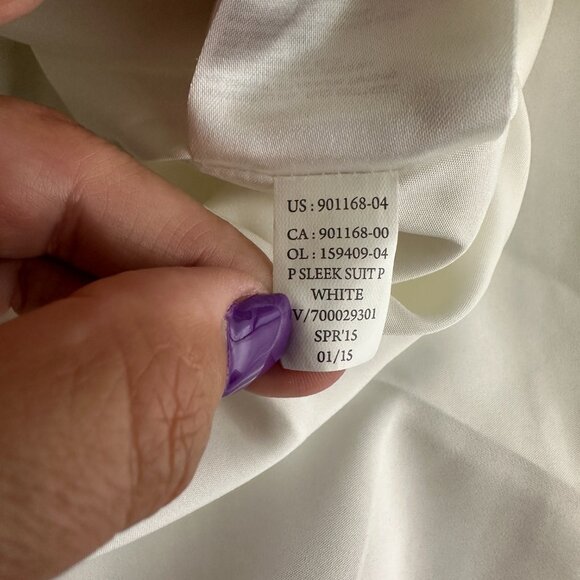 US : 901168-04
CA : 901168-00
OL : 159409-04
P SLEEK SUIT P
WHITE
V/700029301
SPR'15
01/15